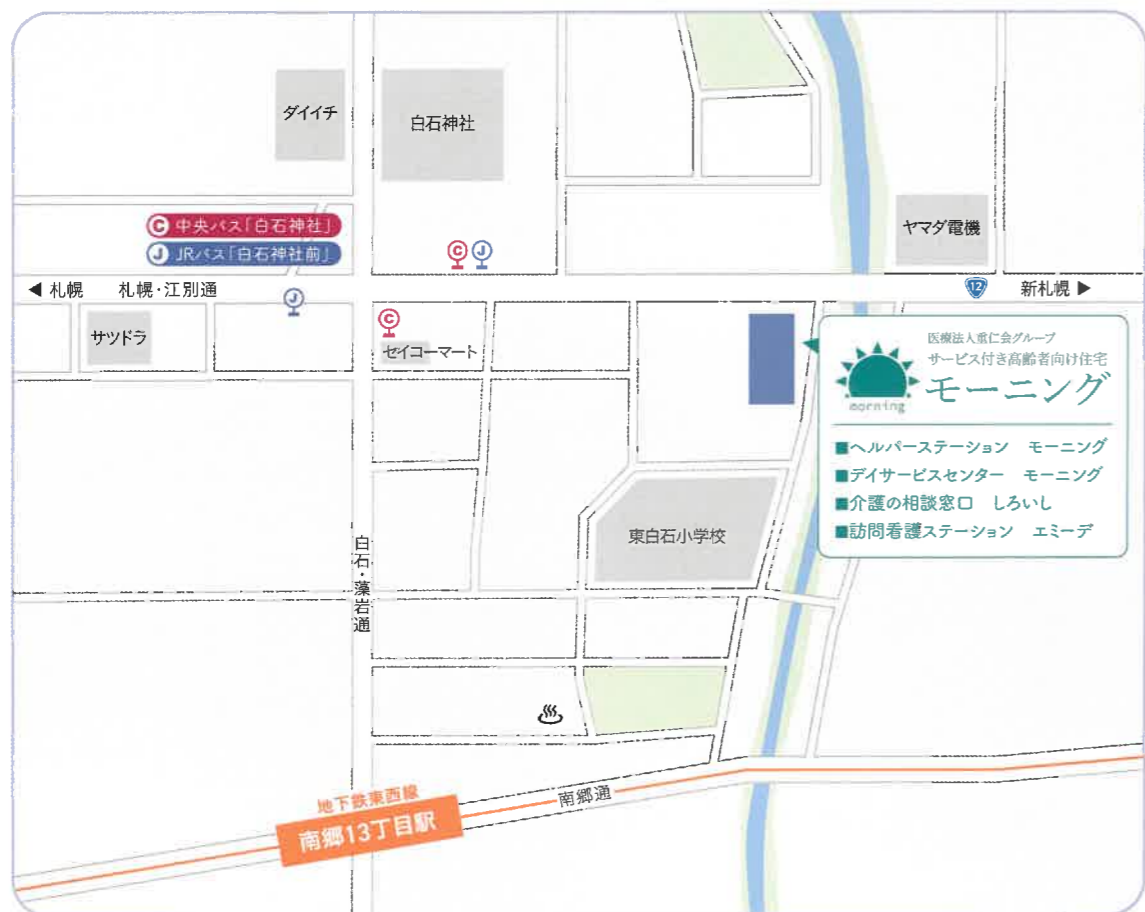 ダイイチ
白石神社
C 中央バス「白石神社」
J JRバス「白石神社前」
ヤマダ電機
C J
◀ 札幌 札幌・江別通
J
12
新札幌 ▶
サツドラ
C
セイコーマート
医療法人重仁会グループ
サービス付き高齢者向け住宅
モーニング
morning
■ヘルパーステーション モーニング
■デイサービスセンター モーニング
■介護の相談窓口 しろいし
■訪問看護ステーション エミーデ
東白石小学校
白石・藻岩通
地下鉄東西線
南郷13丁目駅
南郷通